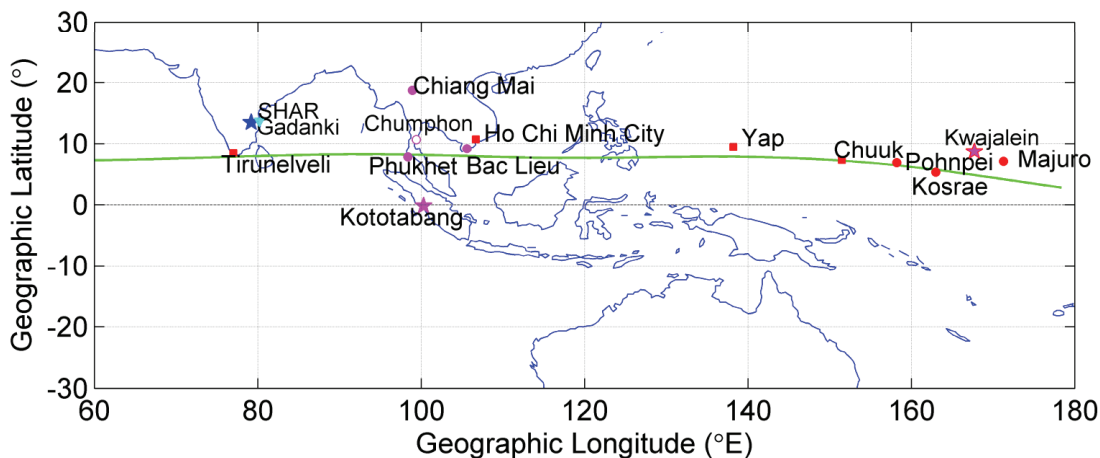 30
20
10
0
-10
-20
-30
Geographic Latitude (°)
Chiang Mai
SHAR
Gadanki
Chumphon
Ho Chi Minh City
Yap
Kwajalein
Chuuk
Tirunelveli
Phukhet
Bac Lieu
Pohnpei
Majuro
Kosrae
Kototabang
60
80
100
120
140
160
180
Geographic Longitude (°E)